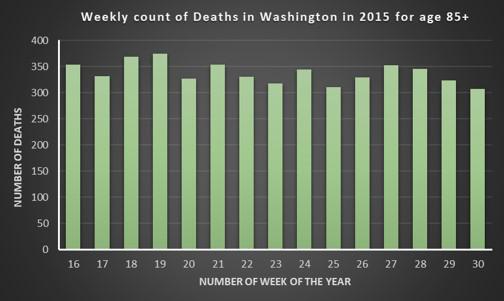 Weekly count of Deaths in Washington in 2015 for age 85+
400
350
300
250
200
150
100
50
0
NUMBER OF DEATHS
16 17 18 19 20 21 22 23 24 25 26 27 28 29 30
NUMBER OF WEEK OF THE YEAR